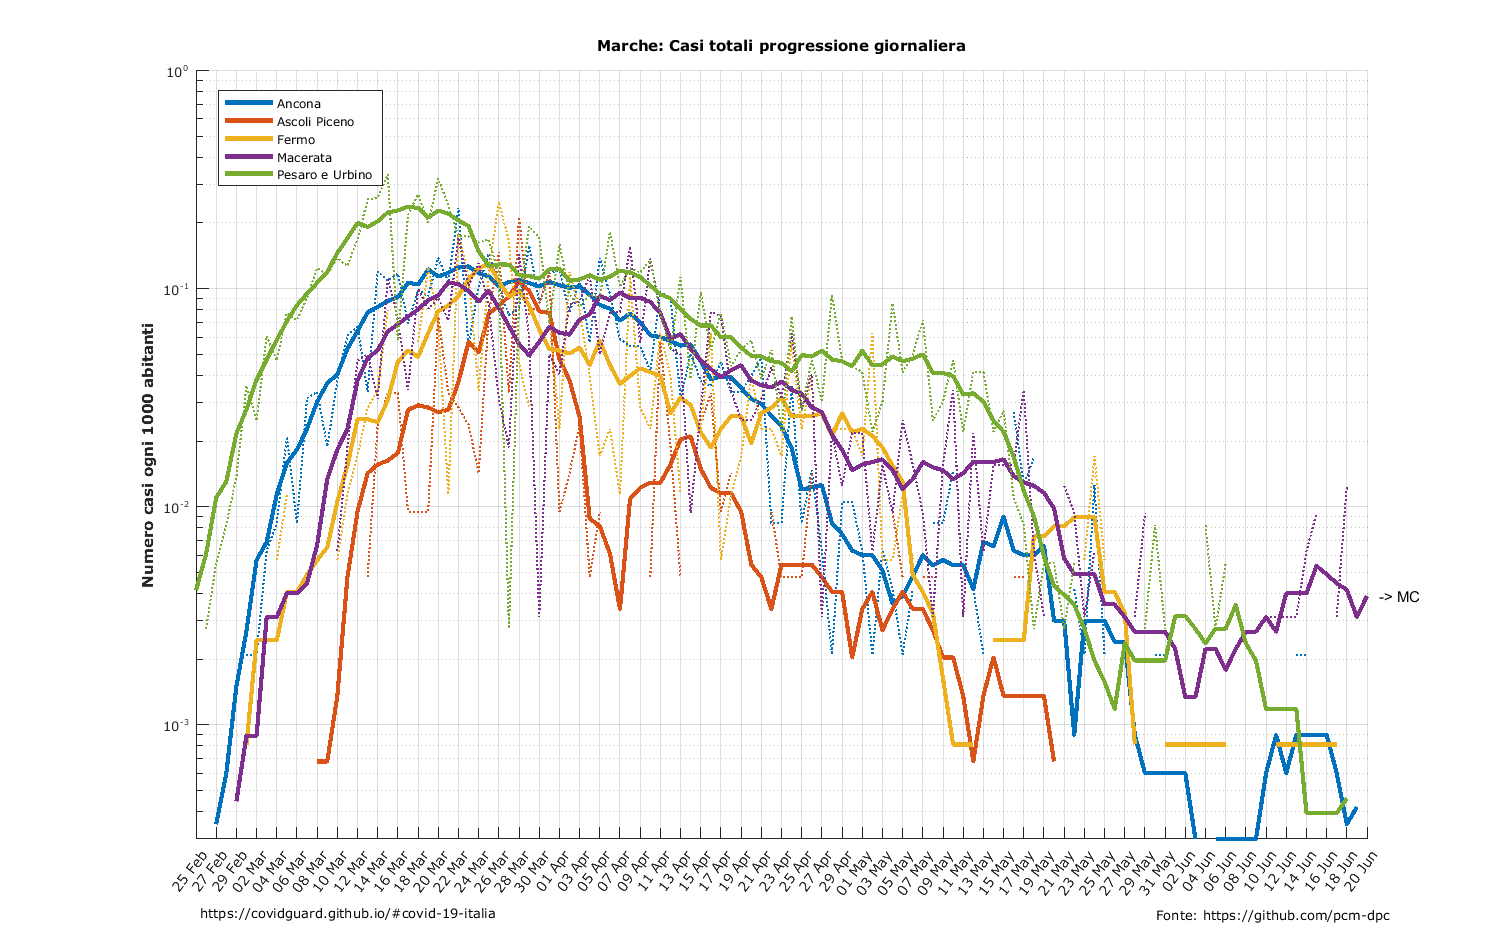 Marche: Casi totali progressione giornaliera
10^0
10^-1
10^-2
10^-3
Numero casi ogni 1000 abitanti
Ancona
Ascoli Piceno
Fermo
Macerata
Pesaro e Urbino
-> MC
25 Feb
27 Feb
29 Feb
02 Mar
04 Mar
06 Mar
08 Mar
10 Mar
12 Mar
14 Mar
16 Mar
18 Mar
20 Mar
22 Mar
24 Mar
26 Mar
28 Mar
30 Mar
01 Apr
03 Apr
05 Apr
07 Apr
09 Apr
11 Apr
13 Apr
15 Apr
17 Apr
19 Apr
21 Apr
23 Apr
25 Apr
27 Apr
29 Apr
01 May
03 May
05 May
07 May
09 May
11 May
13 May
15 May
17 May
19 May
21 May
23 May
25 May
27 May
29 May
31 May
02 Jun
04 Jun
06 Jun
08 Jun
10 Jun
12 Jun
14 Jun
16 Jun
18 Jun
20 Jun
https://covidguard.github.io/#covid-19-italia
Fonte: https://github.com/pcm-dpc